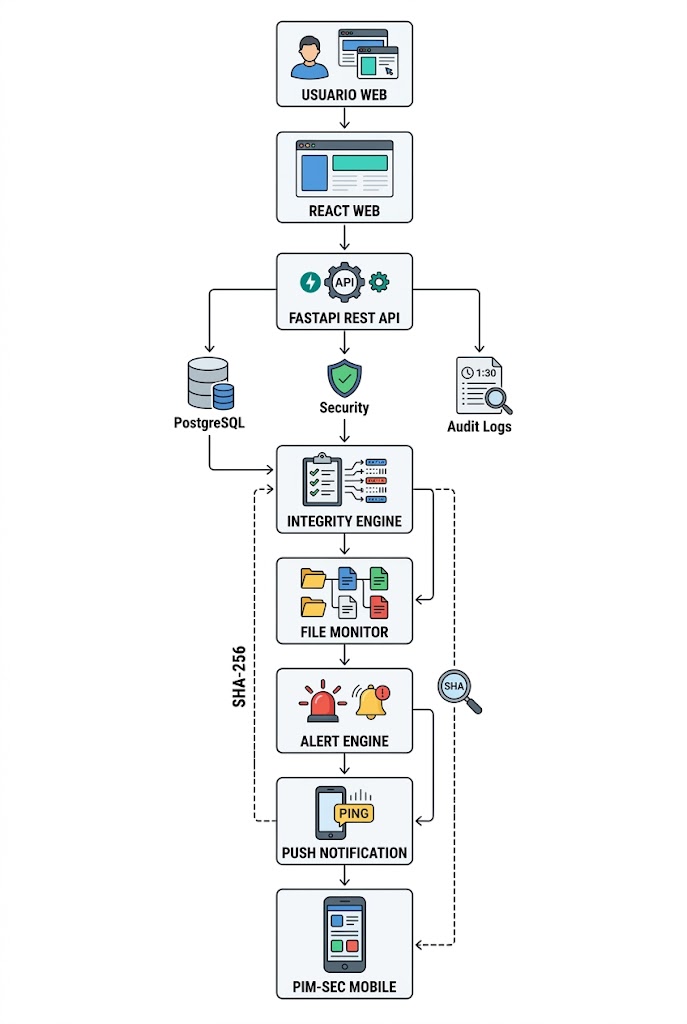 USUARIO WEB
REACT WEB
API
FASTAPI REST API
PostgreSQL
Security
1:30
Audit Logs
INTEGRITY ENGINE
FILE MONITOR
SHA-256
SHA
!
ALERT ENGINE
PING
PUSH NOTIFICATION
PIM-SEC MOBILE